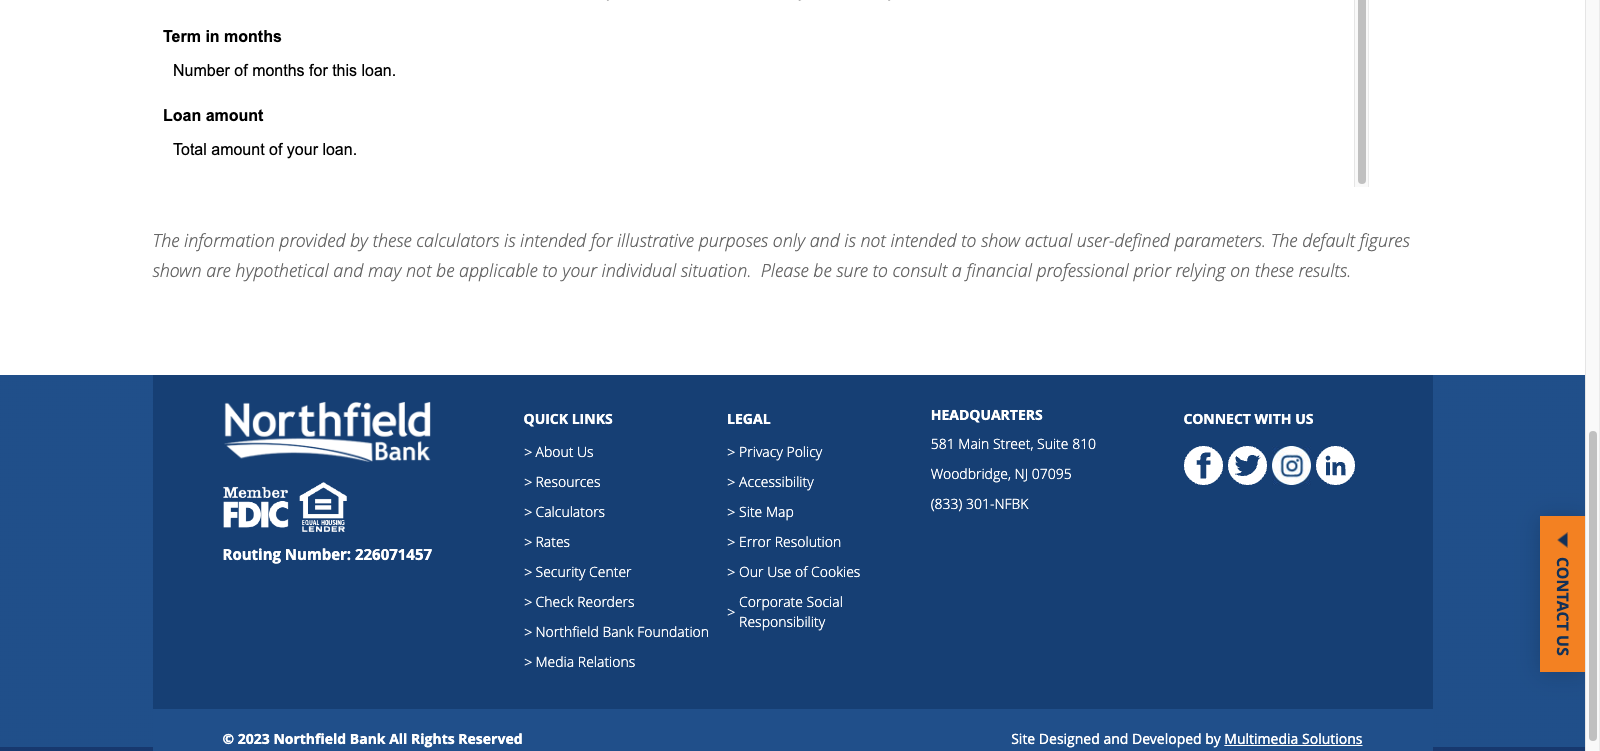 Term in months
Number of months for this loan.
Loan amount
Total amount of your loan.
The information provided by these calculators is intended for illustrative purposes only and is not intended to show actual user-defined parameters. The default figures
shown are hypothetical and may not be applicable to your individual situation.  Please be sure to consult a financial professional prior relying on these results.
Northfield
Bank
Member
FDIC
EQUAL HOUSING
LENDER
Routing Number: 226071457
QUICK LINKS
> About Us
> Resources
> Calculators
> Rates
> Security Center
> Check Reorders
> Northfield Bank Foundation
> Media Relations
LEGAL
> Privacy Policy
> Accessibility
> Site Map
> Error Resolution
> Our Use of Cookies
> Corporate Social
Responsibility
HEADQUARTERS
581 Main Street, Suite 810
Woodbridge, NJ 07095
(833) 301-NFBK
CONNECT WITH US
CONTACT US
© 2023 Northfield Bank All Rights Reserved
Site Designed and Developed by Multimedia Solutions